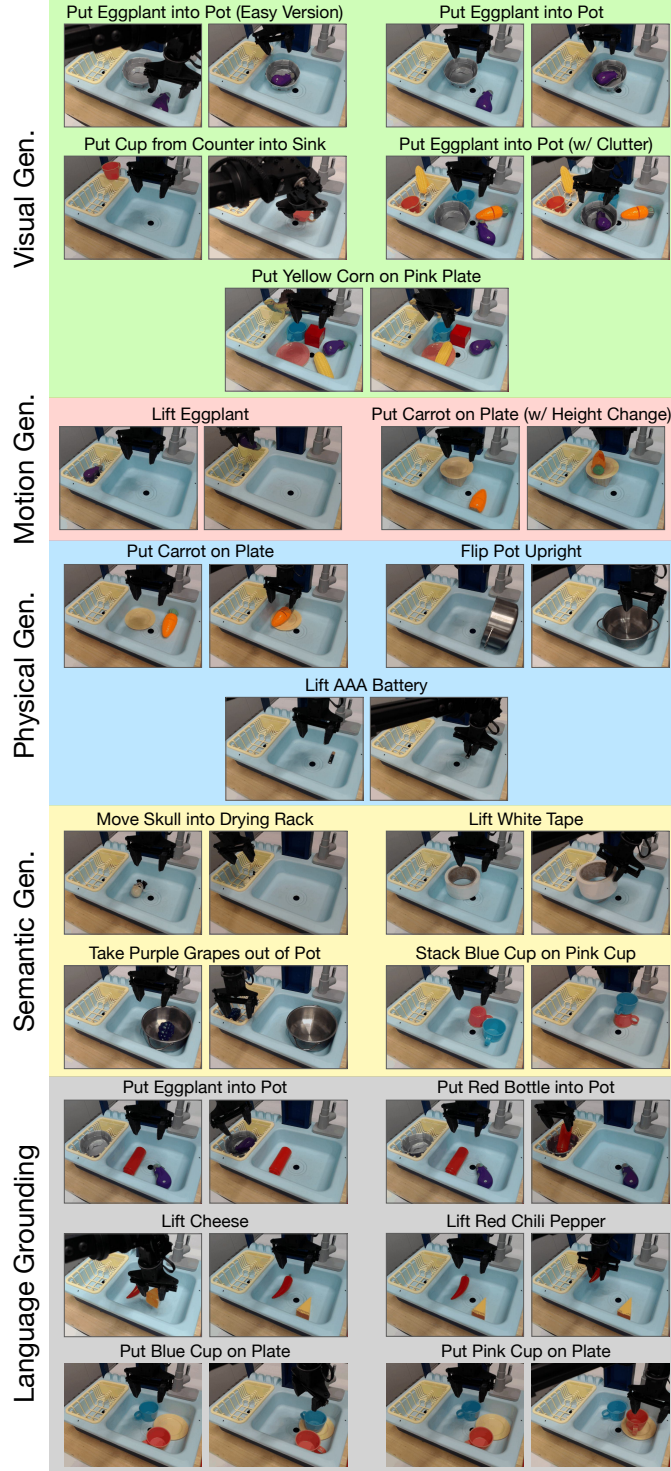 Visual Gen.
Put Eggplant into Pot (Easy Version)
Put Eggplant into Pot
Put Cup from Counter into Sink
Put Eggplant into Pot (w/ Clutter)
Put Yellow Corn on Pink Plate
Motion Gen.
Lift Eggplant
Put Carrot on Plate (w/ Height Change)
Physical Gen.
Put Carrot on Plate
Flip Pot Upright
Lift AAA Battery
Semantic Gen.
Move Skull into Drying Rack
Lift White Tape
Take Purple Grapes out of Pot
Stack Blue Cup on Pink Cup
Language Grounding
Put Eggplant into Pot
Put Red Bottle into Pot
Lift Cheese
Lift Red Chili Pepper
Put Blue Cup on Plate
Put Pink Cup on Plate